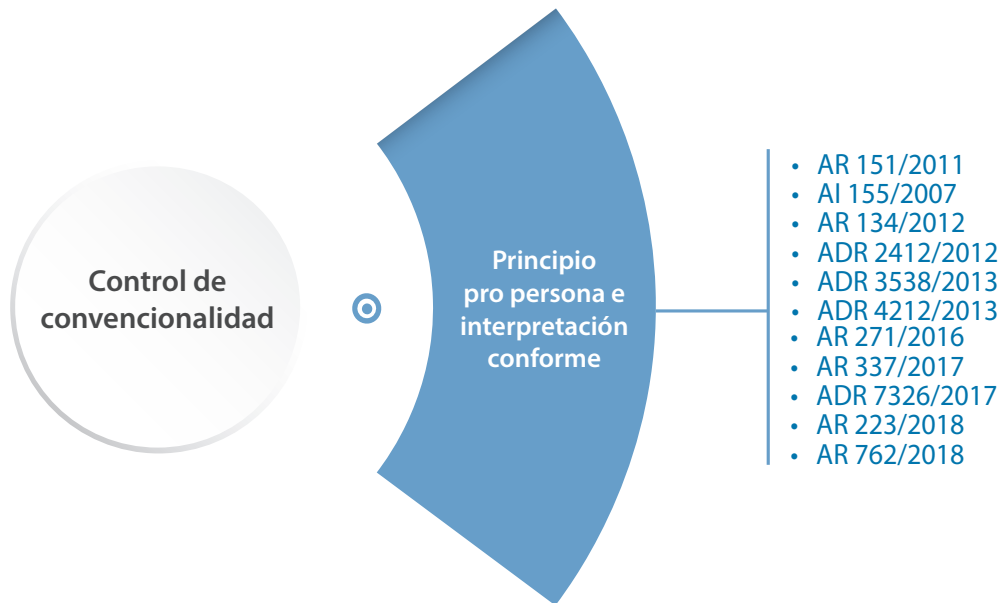 Control de
convencionalidad
Principio
pro persona e
interpretación
conforme
• AR 151/2011
• AI 155/2007
• AR 134/2012
• ADR 2412/2012
• ADR 3538/2013
• ADR 4212/2013
• AR 271/2016
• AR 337/2017
• ADR 7326/2017
• AR 223/2018
• AR 762/2018